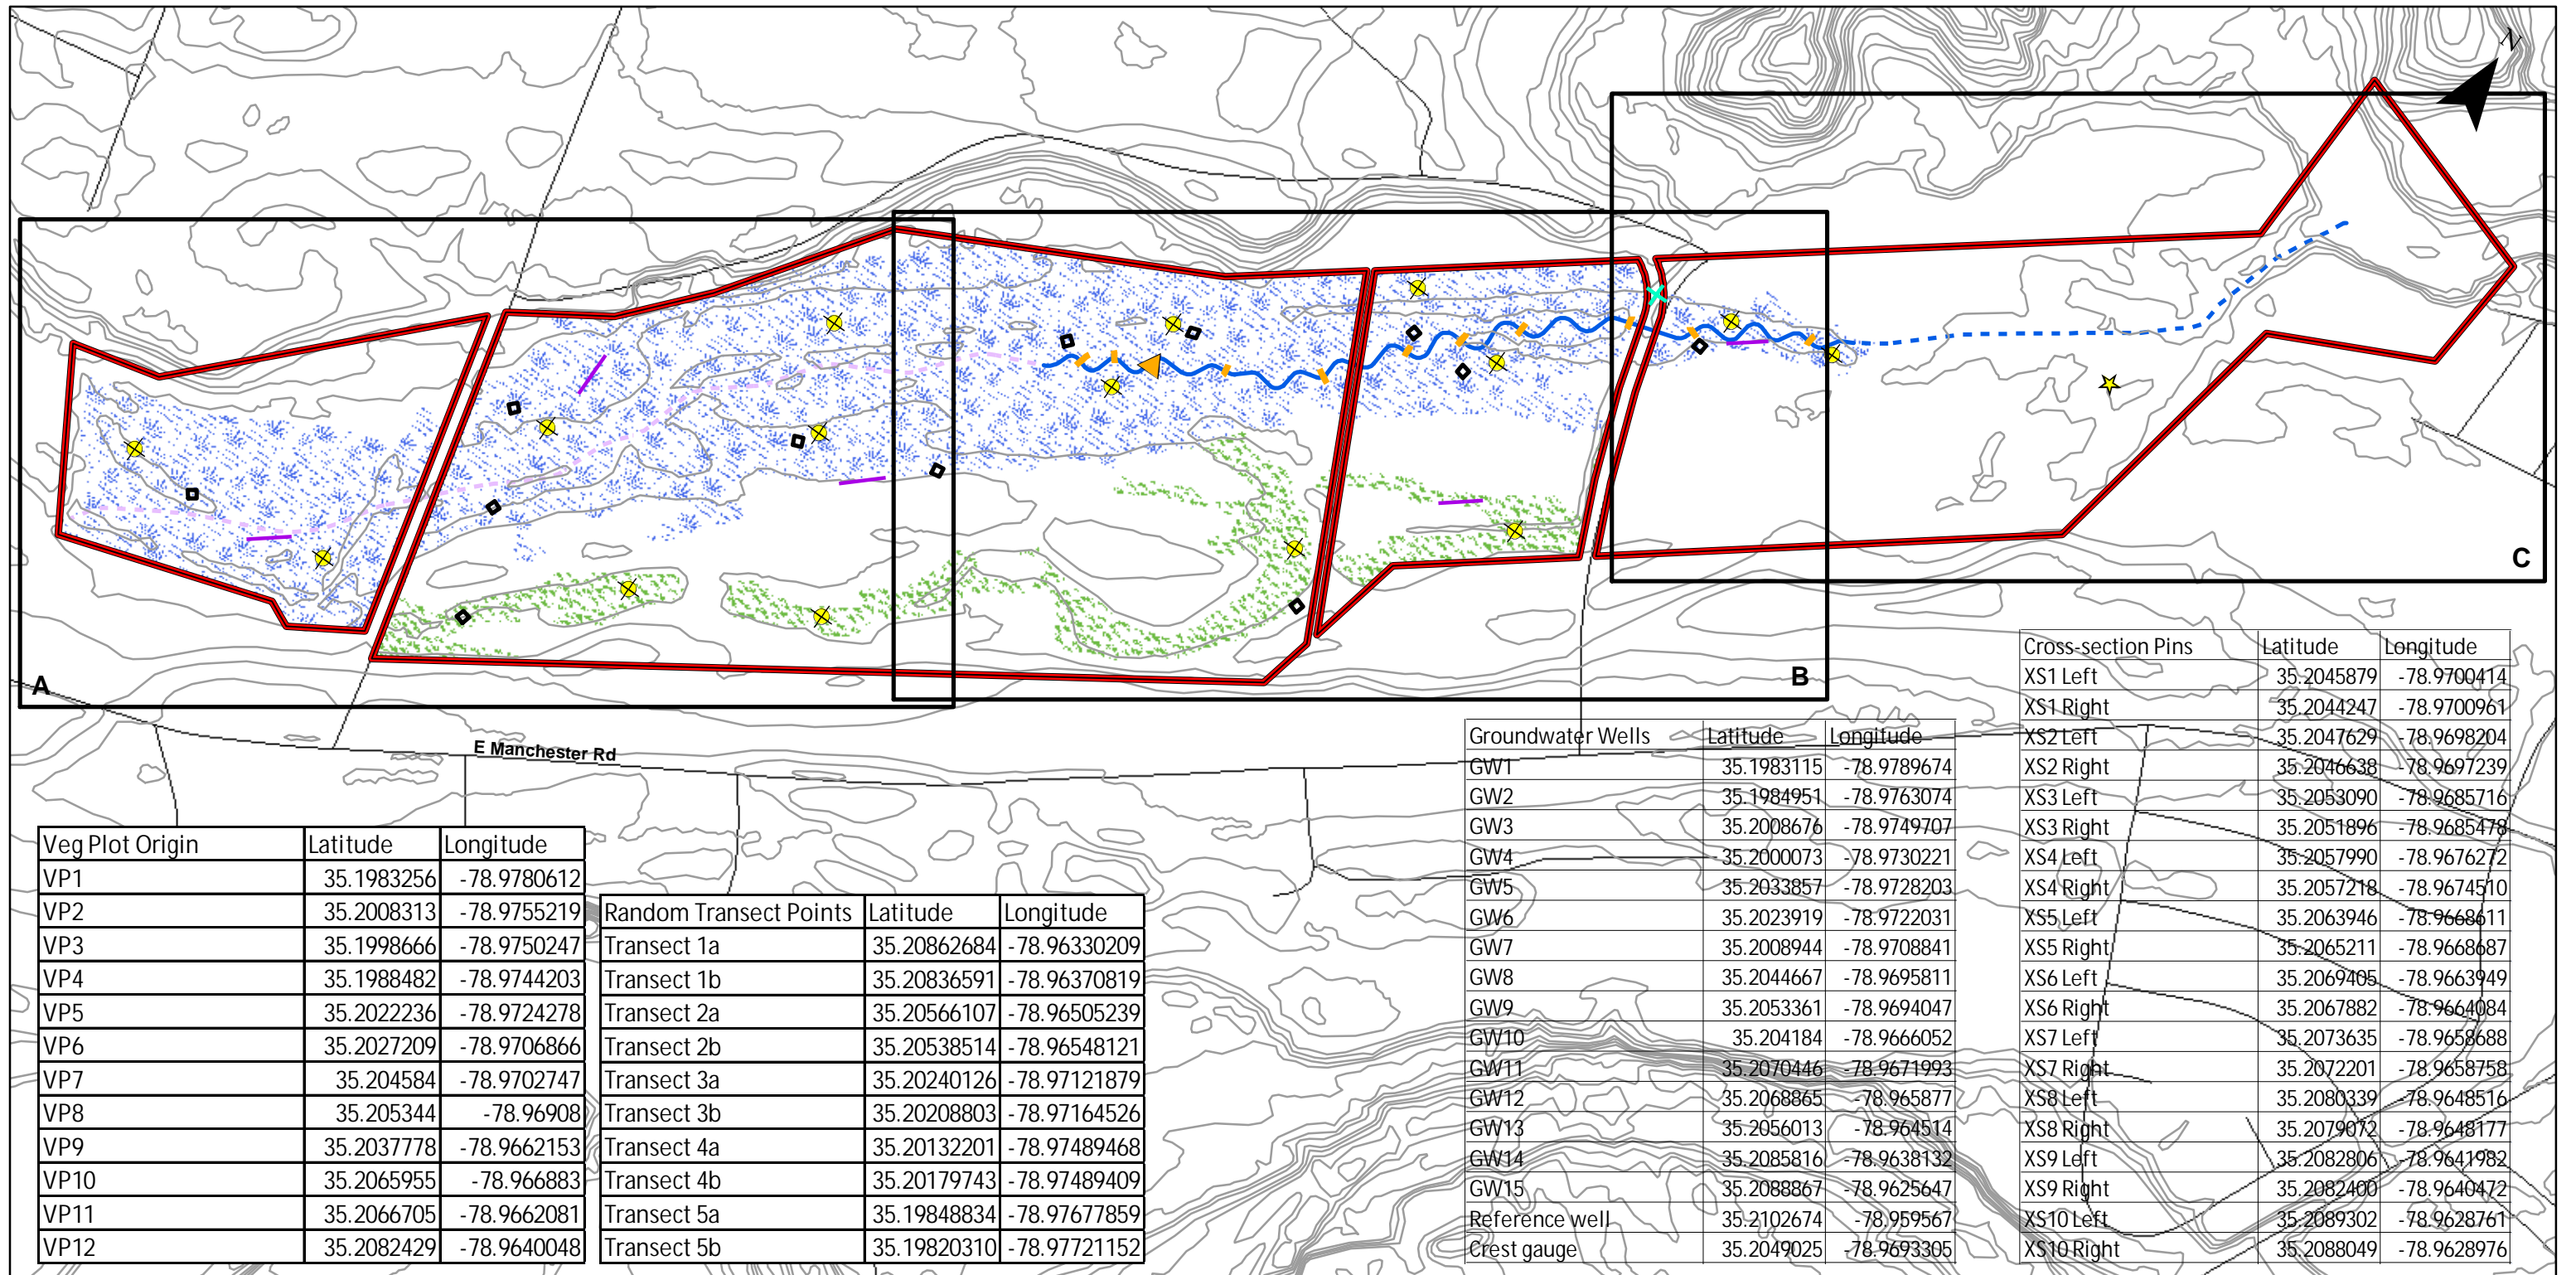 N
C
A
B
E Manchester Rd
Veg Plot Origin Latitude Longitude
VP1 35.1983256 -78.9780612
VP2 35.2008313 -78.9755219
VP3 35.1998666 -78.9750247
VP4 35.1988482 -78.9744203
VP5 35.2022236 -78.9724278
VP6 35.2027209 -78.9706866
VP7 35.204584 -78.9702747
VP8 35.205344 -78.96908
VP9 35.2037778 -78.9662153
VP10 35.2065955 -78.966883
VP11 35.2066705 -78.9662081
VP12 35.2082429 -78.9640048
Random Transect Points Latitude Longitude
Transect 1a 35.20862684 -78.96330209
Transect 1b 35.20836591 -78.96370819
Transect 2a 35.20566107 -78.96505239
Transect 2b 35.20538514 -78.96548121
Transect 3a 35.20240126 -78.97121879
Transect 3b 35.20208803 -78.97164526
Transect 4a 35.20132201 -78.97489468
Transect 4b 35.20179743 -78.97489409
Transect 5a 35.19848834 -78.97677859
Transect 5b 35.19820310 -78.97721152
Groundwater Wells Latitude Longitude
GW1 35.1983115 -78.9789674
GW2 35.1984951 -78.9763074
GW3 35.2008676 -78.9749707
GW4 35.2000073 -78.9730221
GW5 35.2033857 -78.9728203
GW6 35.2023919 -78.9722031
GW7 35.2008944 -78.9708841
GW8 35.2044667 -78.9695811
GW9 35.2053361 -78.9694047
GW10 35.204184 -78.9666052
GW11 35.2070446 -78.9671993
GW12 35.2068865 -78.965877
GW13 35.2056013 -78.964514
GW14 35.2085816 -78.9638132
GW15 35.2088867 -78.9625647
Reference well 35.2102674 -78.959567
Crest gauge 35.2049025 -78.9693305
Cross-section Pins Latitude Longitude
XS1 Left 35.2045879 -78.9700414
XS1 Right 35.2044247 -78.9700961
XS2 Left 35.2047629 -78.9698204
XS2 Right 35.2046638 -78.9697239
XS3 Left 35.2053090 -78.9685716
XS3 Right 35.2051896 -78.9685478
XS4 Left 35.2057990 -78.9676272
XS4 Right 35.2057218 -78.9674510
XS5 Left 35.2063946 -78.9668611
XS5 Right 35.2065211 -78.9668687
XS6 Left 35.2069405 -78.9663949
XS6 Right 35.2067882 -78.9664084
XS7 Left 35.2073635 -78.9658688
XS7 Right 35.2072201 -78.9658758
XS8 Left 35.2080339 -78.9648516
XS8 Right 35.2079072 -78.9648177
XS9 Left 35.2082806 -78.9641982
XS9 Right 35.2082400 -78.9640472
XS10 Left 35.2089302 -78.9628761
XS10 Right 35.2088049 -78.9628976